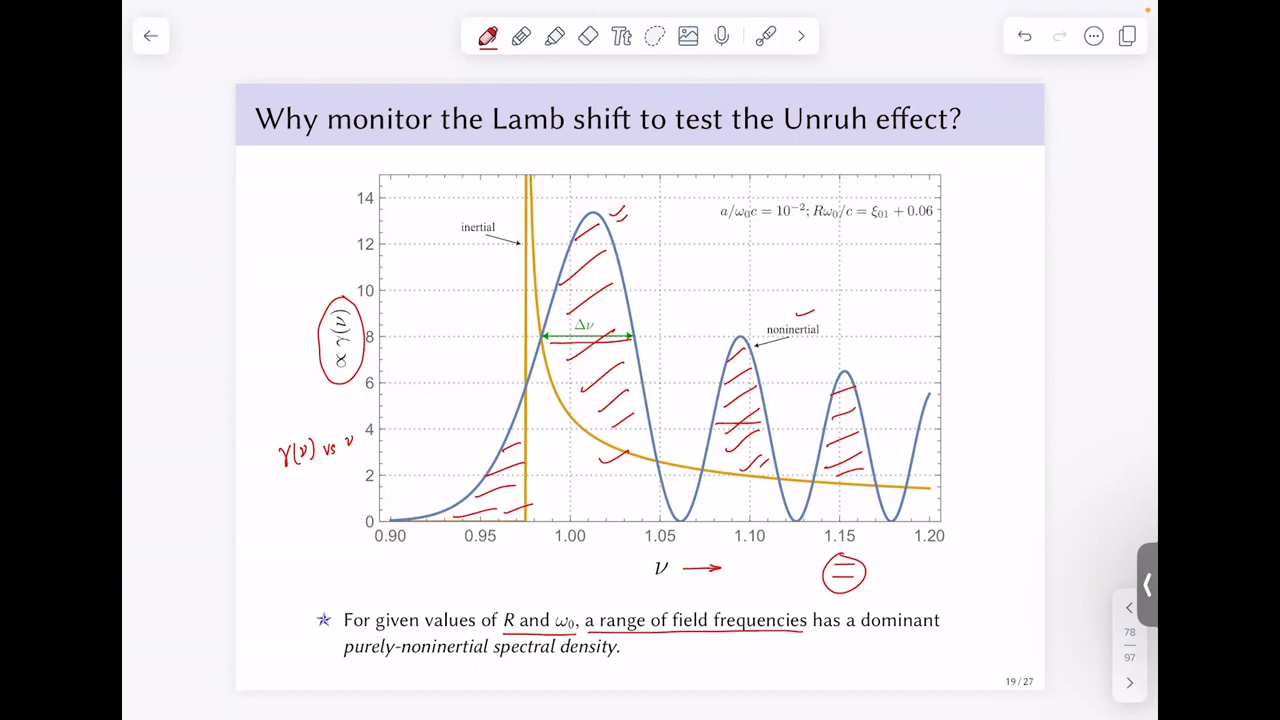 Tt
Why monitor the Lamb shift to test the Unruh effect?
14
12
10
8
6
4
2
0
a/ω₀c = 10⁻²; Rω₀/c = ξ₀₁ + 0.06
inertial
Δν
noninertial
∝ γ(ν)
γ(ν) vs ν
0.90 0.95 1.00 1.05 1.10 1.15 1.20
ν →
✯ For given values of R and ω₀, a range of field frequencies has a dominant
purely-noninertial spectral density.
78
97
19 / 27